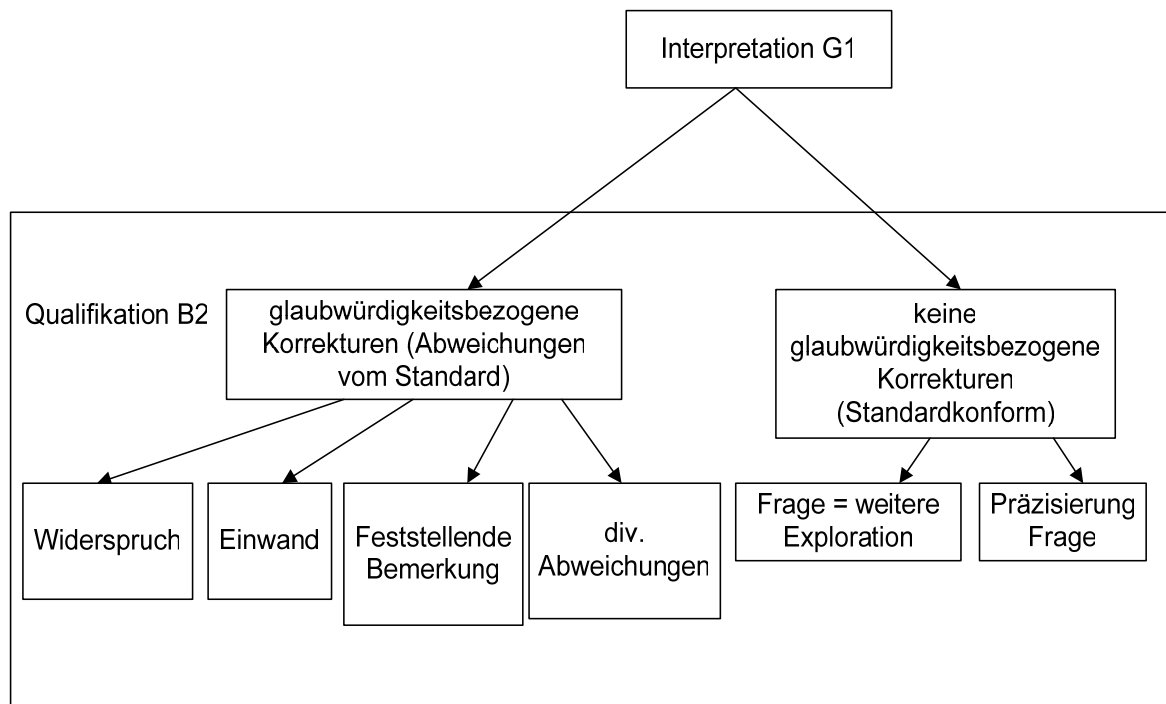 Interpretation G1
Qualifikation B2
glaubwürdigkeitsbezogene
Korrekturen (Abweichungen
vom Standard)
keine
glaubwürdigkeitsbezogene
Korrekturen
(Standardkonform)
Widerspruch
Einwand
Feststellende
Bemerkung
div.
Abweichungen
Frage = weitere
Exploration
Präzisierung
Frage